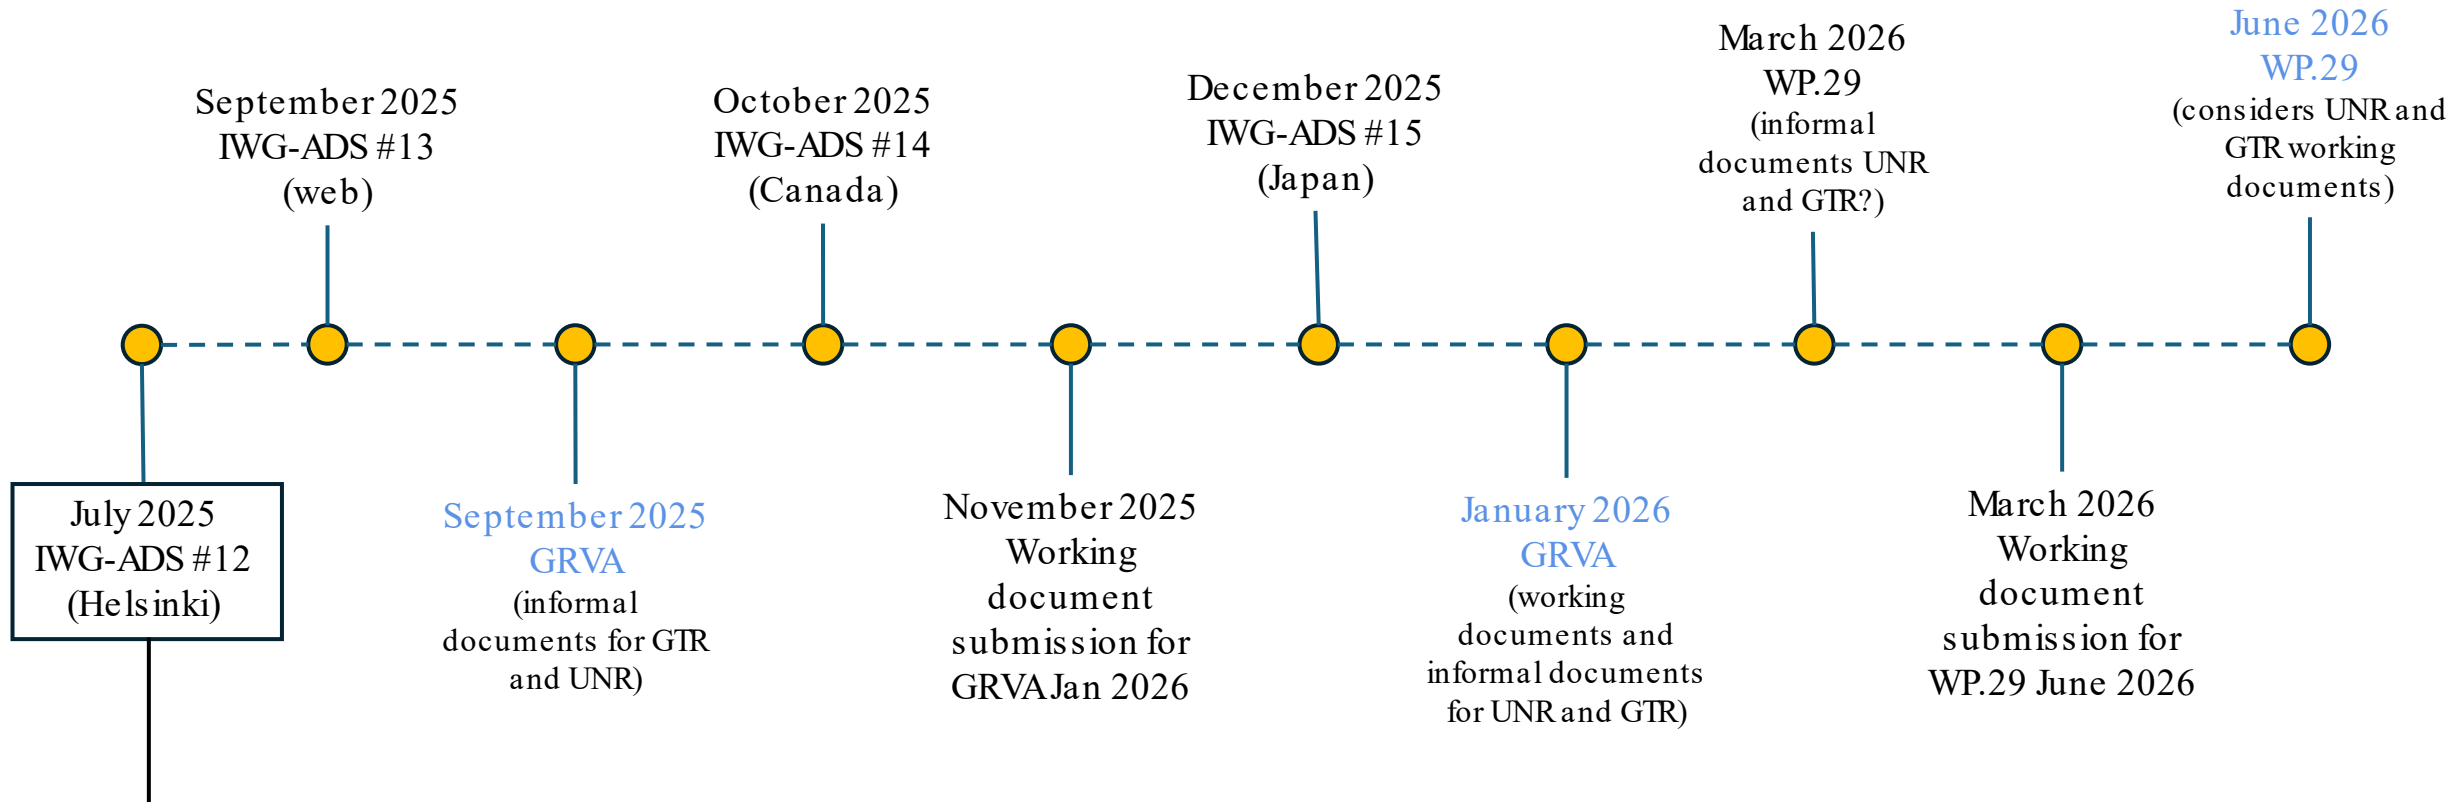 July 2025
IWG-ADS #12
(Helsinki)
September 2025
IWG-ADS #13
(web)
September 2025
GRVA
(informal
documents for GTR
and UNR)
October 2025
IWG-ADS #14
(Canada)
November 2025
Working
document
submission for
GRVA Jan 2026
December 2025
IWG-ADS #15
(Japan)
January 2026
GRVA
(working
documents and
informal documents
for UNR and GTR)
March 2026
WP.29
(informal
documents UNR
and GTR?)
March 2026
Working
document
submission for
WP.29 June 2026
June 2026
WP.29
(considers UNR and
GTR working
documents)